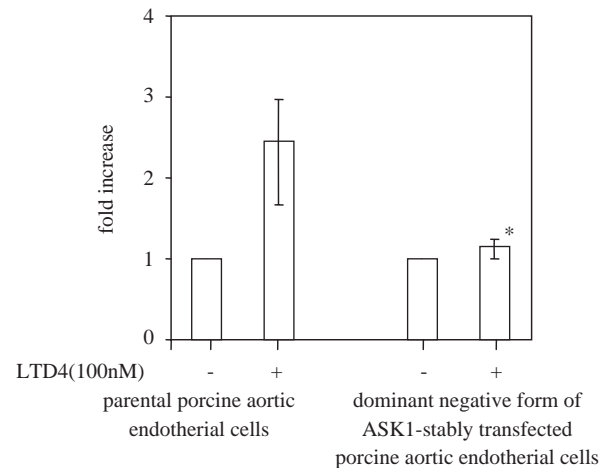 4
3
fold increase
2
1
*
0
LTD4(100nM) - + - +
parental porcine aortic
endotherial cells
dominant negative form of
ASK1-stably transfected
porcine aortic endotherial cells